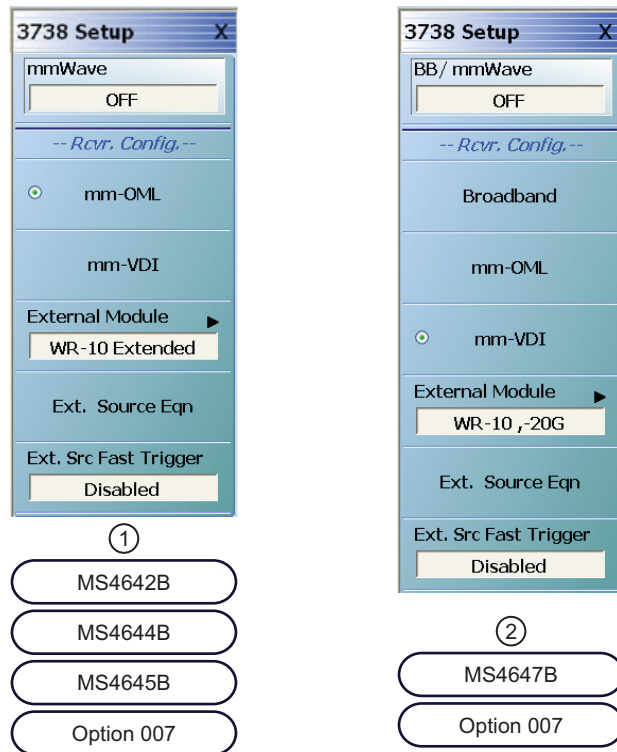 3738 Setup X
mmWave
OFF
-- Rcvr. Config.--
mm-OML
mm-VDI
External Module
WR-10 Extended
Ext. Source Eqn
Ext. Src Fast Trigger
Disabled
1
MS4642B
MS4644B
MS4645B
Option 007
3738 Setup X
BB/ mmWave
OFF
-- Rcvr. Config.--
Broadband
mm-OML
mm-VDI
External Module
WR-10 ,-20G
Ext. Source Eqn
Ext. Src Fast Trigger
Disabled
2
MS4647B
Option 007